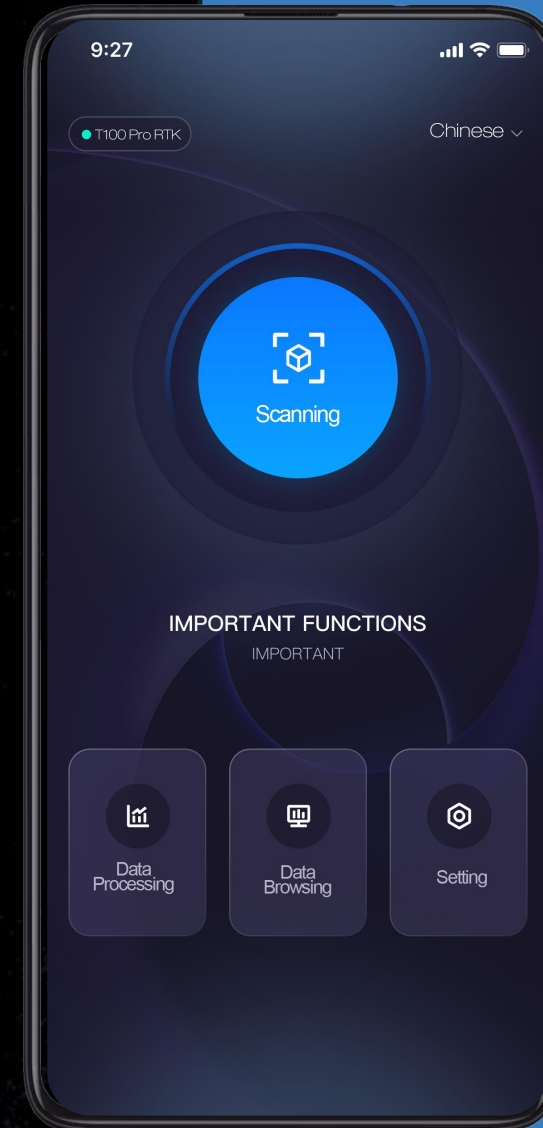 9:27
T100 Pro RTK
Chinese
Scanning
IMPORTANT FUNCTIONS
IMPORTANT
Data
Processing
Data
Browsing
Setting